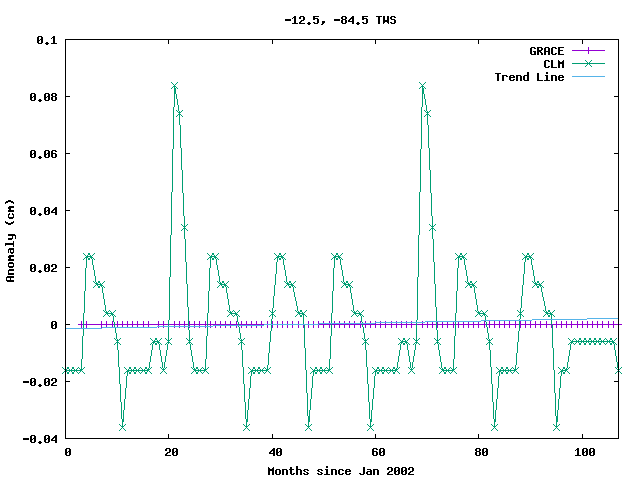 -12.5, -84.5 TWS
0.1
GRACE
CLM
Trend Line
0.08
0.06
0.04
0.02
0
-0.02
-0.04
Anomaly (cm)
0 20 40 60 80 100
Months since Jan 2002